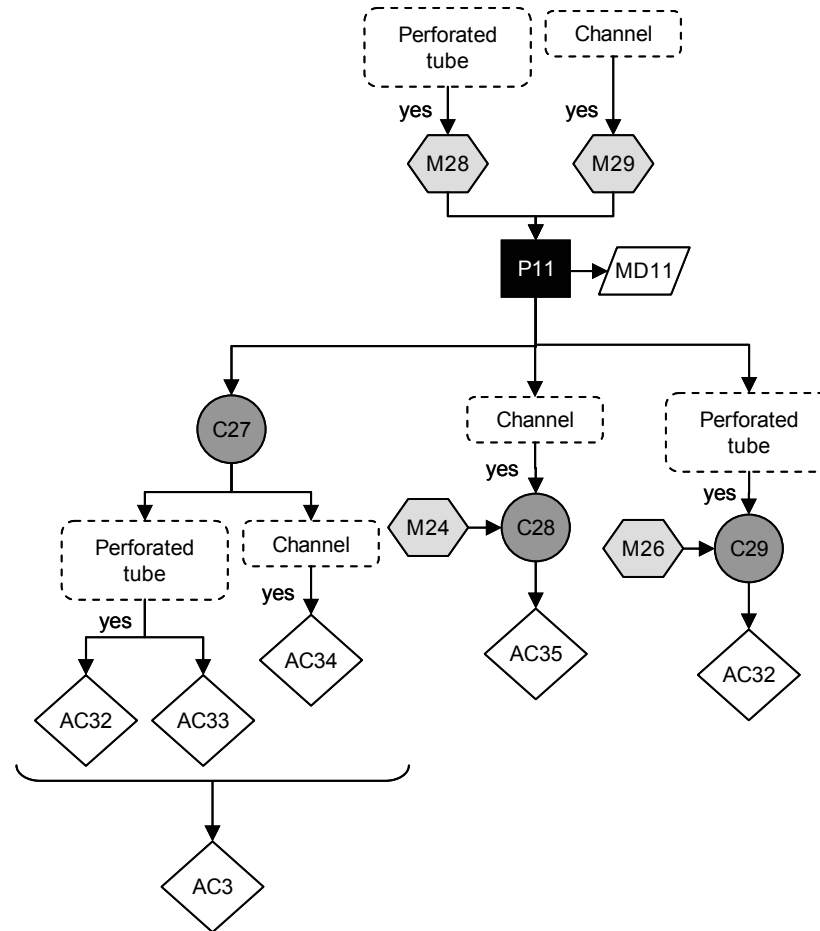 Perforated
tube
Channel
yes
yes
M28
M29
P11
MD11
C27
Channel
Perforated
tube
yes
yes
M24
C28
M26
C29
Perforated
tube
Channel
yes
yes
AC34
AC35
AC32
AC32
AC33
AC3